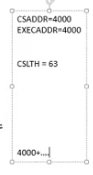 CSADDR=4000
EXECADDR=4000
CSLTH = 63
4000+....